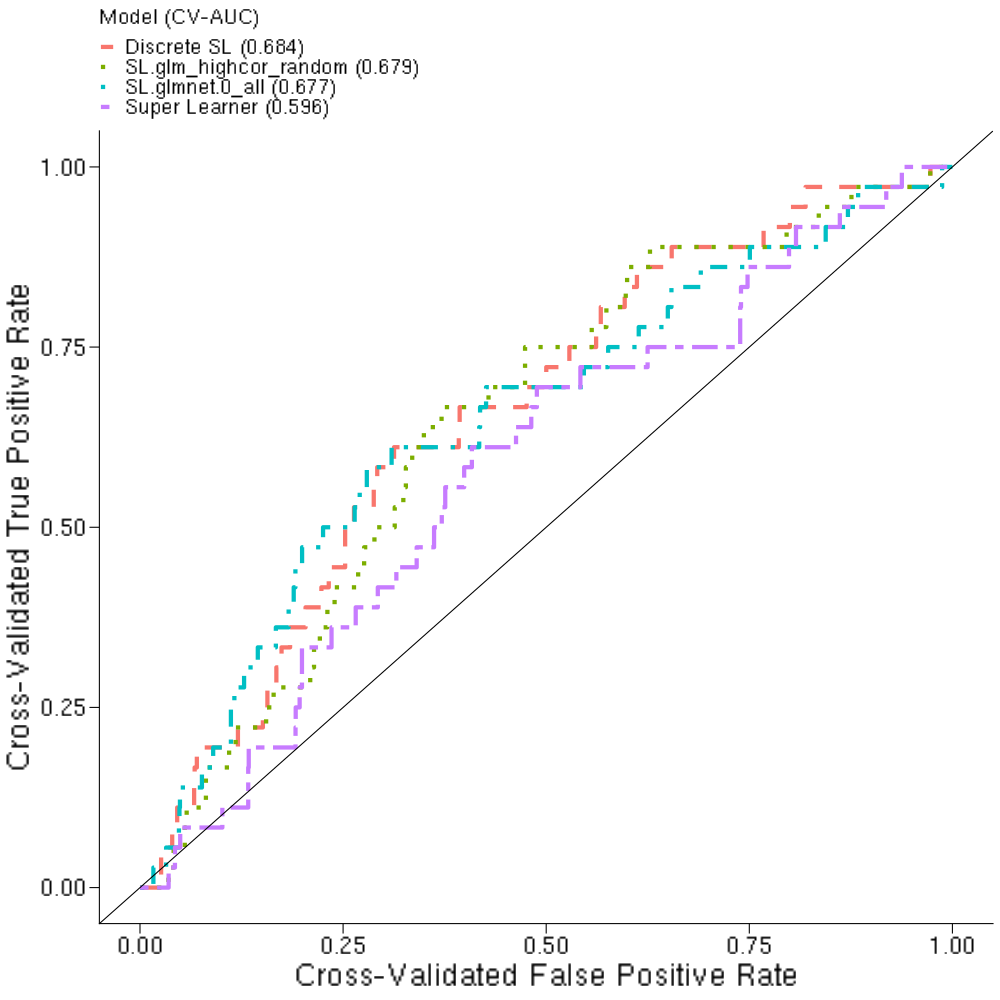 Model (CV-AUC)
Discrete SL (0.684)
SL.glm_highcor_random (0.679)
SL.glmnet.0_all (0.677)
Super Learner (0.596)
1.00
0.75
0.50
0.25
0.00
Cross-Validated True Positive Rate
0.00 0.25 0.50 0.75 1.00
Cross-Validated False Positive Rate